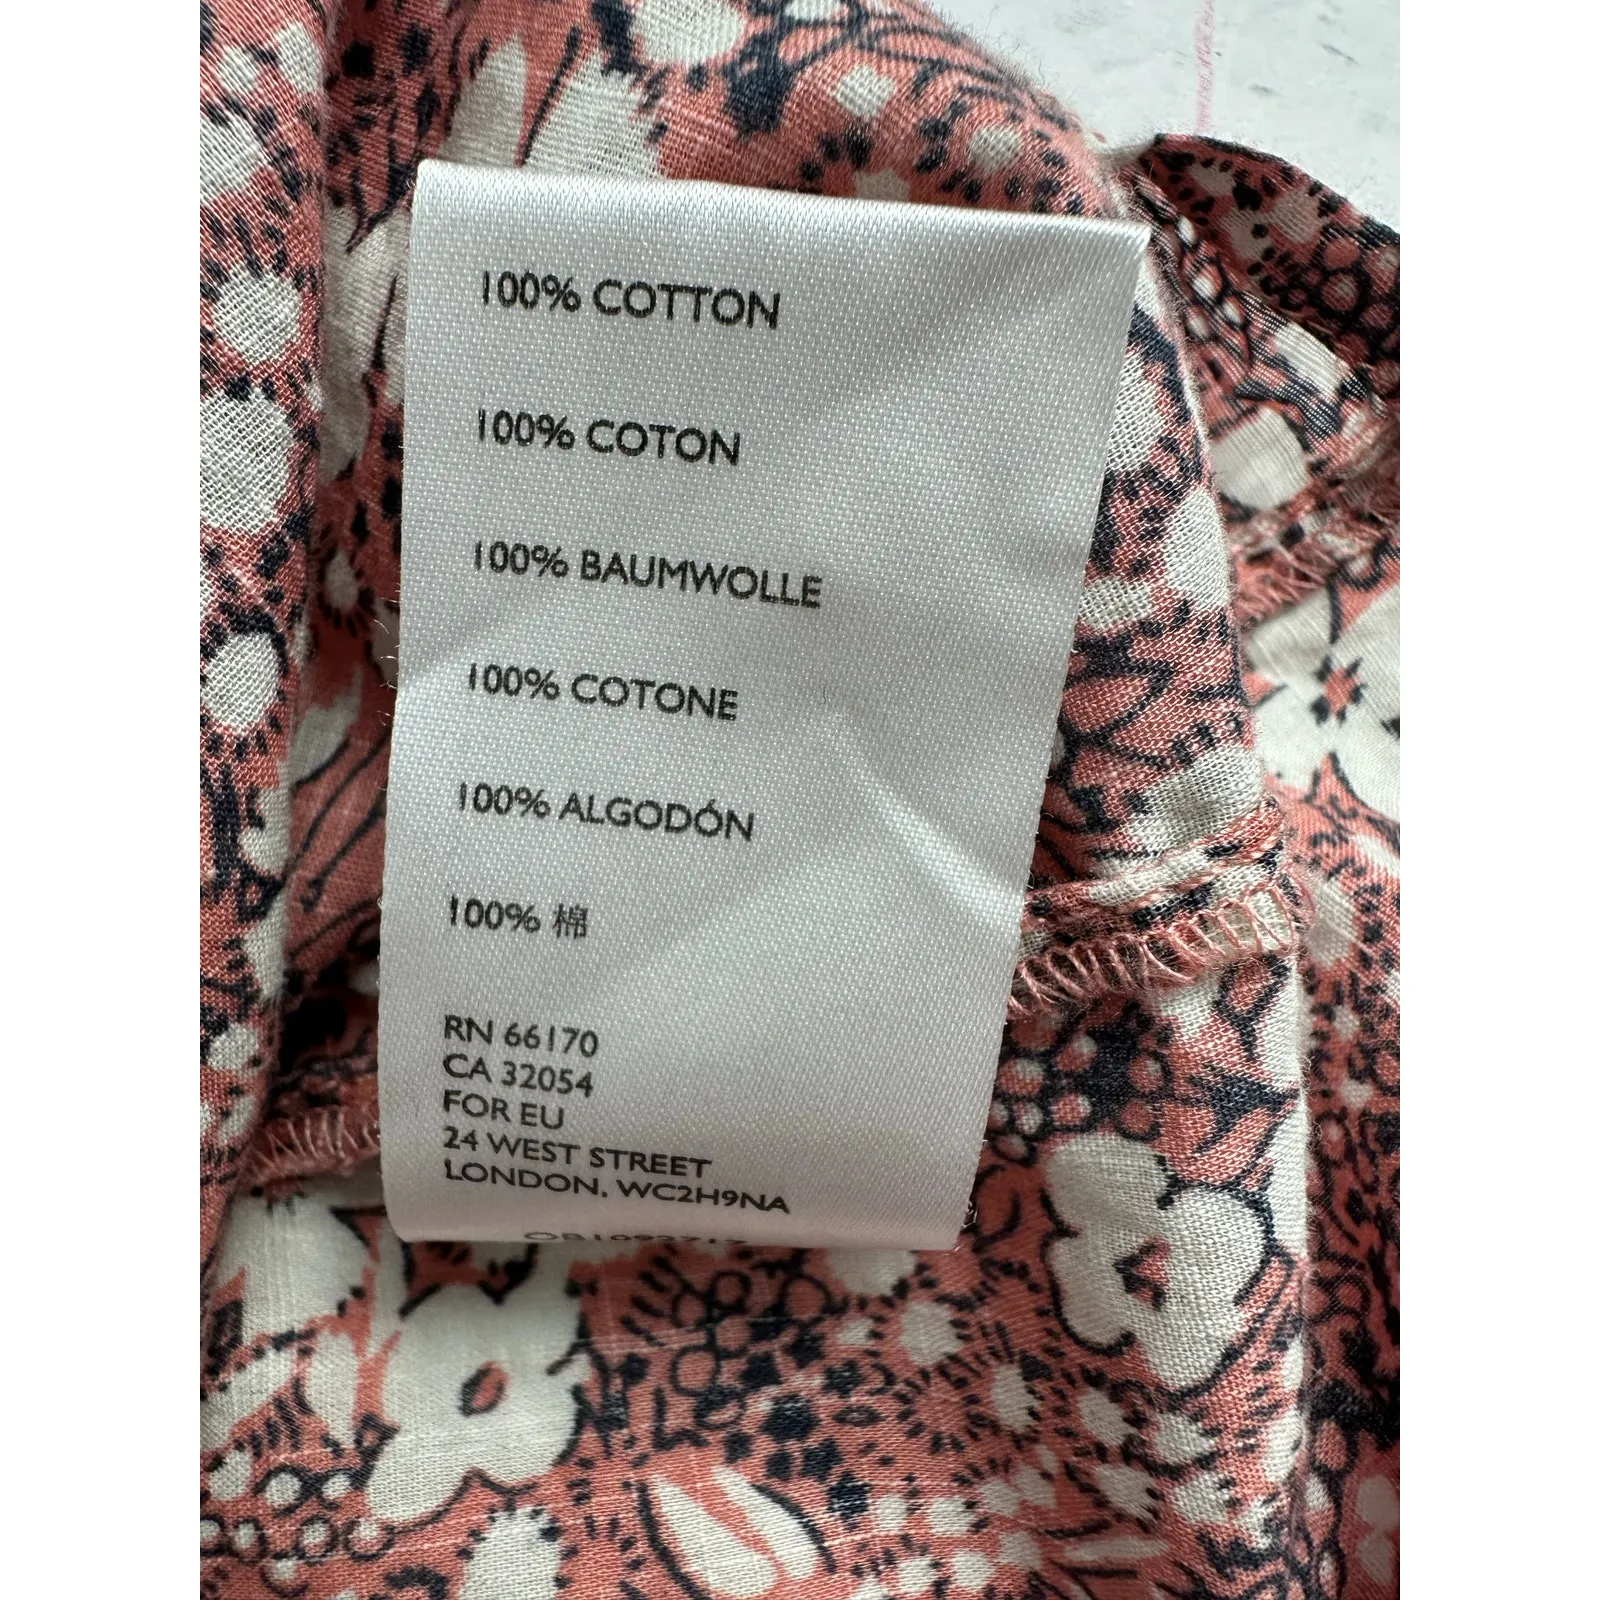 100% COTTON
100% COTON
100% BAUMWOLLE
100% COTONE
100% ALGODÓN
100% 棉
RN 66170
CA 32054
FOR EU
24 WEST STREET
LONDON, WC2H9NA